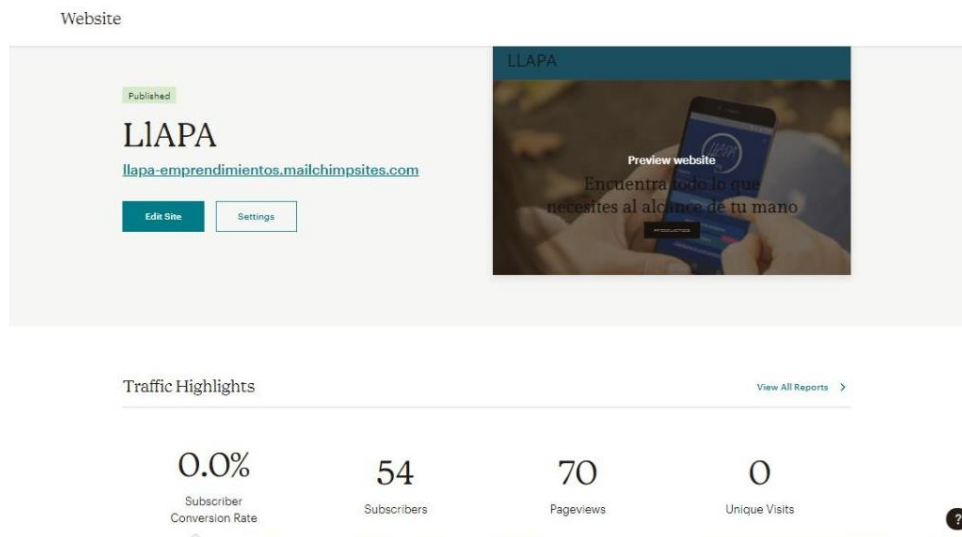 Website
Published
LlAPA
llapa-emprendimientos.mailchimpsites.com
Edit Site
Settings
LLAPA
Preview website
Encuentra todo lo que
necesites al alcance de tu mano
PRODUCTOS
Traffic Highlights
View All Reports
0.0%
Subscriber
Conversion Rate
54
Subscribers
70
Pageviews
0
Unique Visits
?